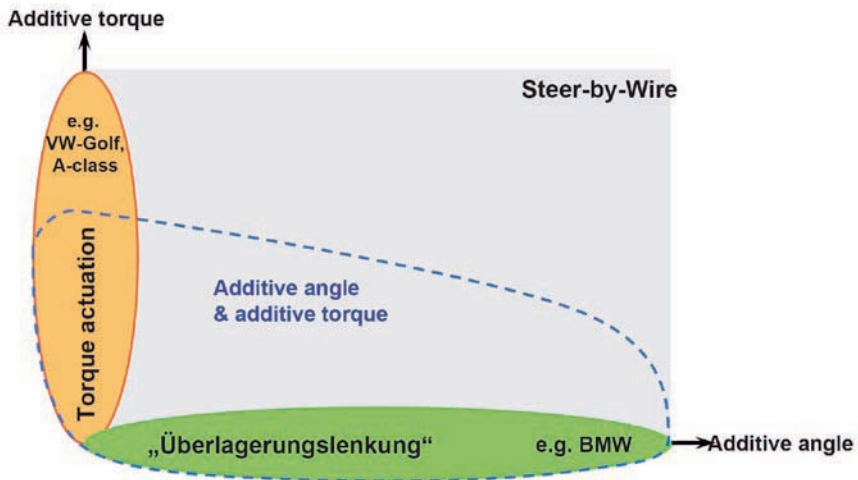 Additive torque
Steer-by-Wire
e.g.
VW-Golf,
A-class
Torque actuation
Additive angle
& additive torque
„Überlagerungslenkung“
e.g. BMW
Additive angle